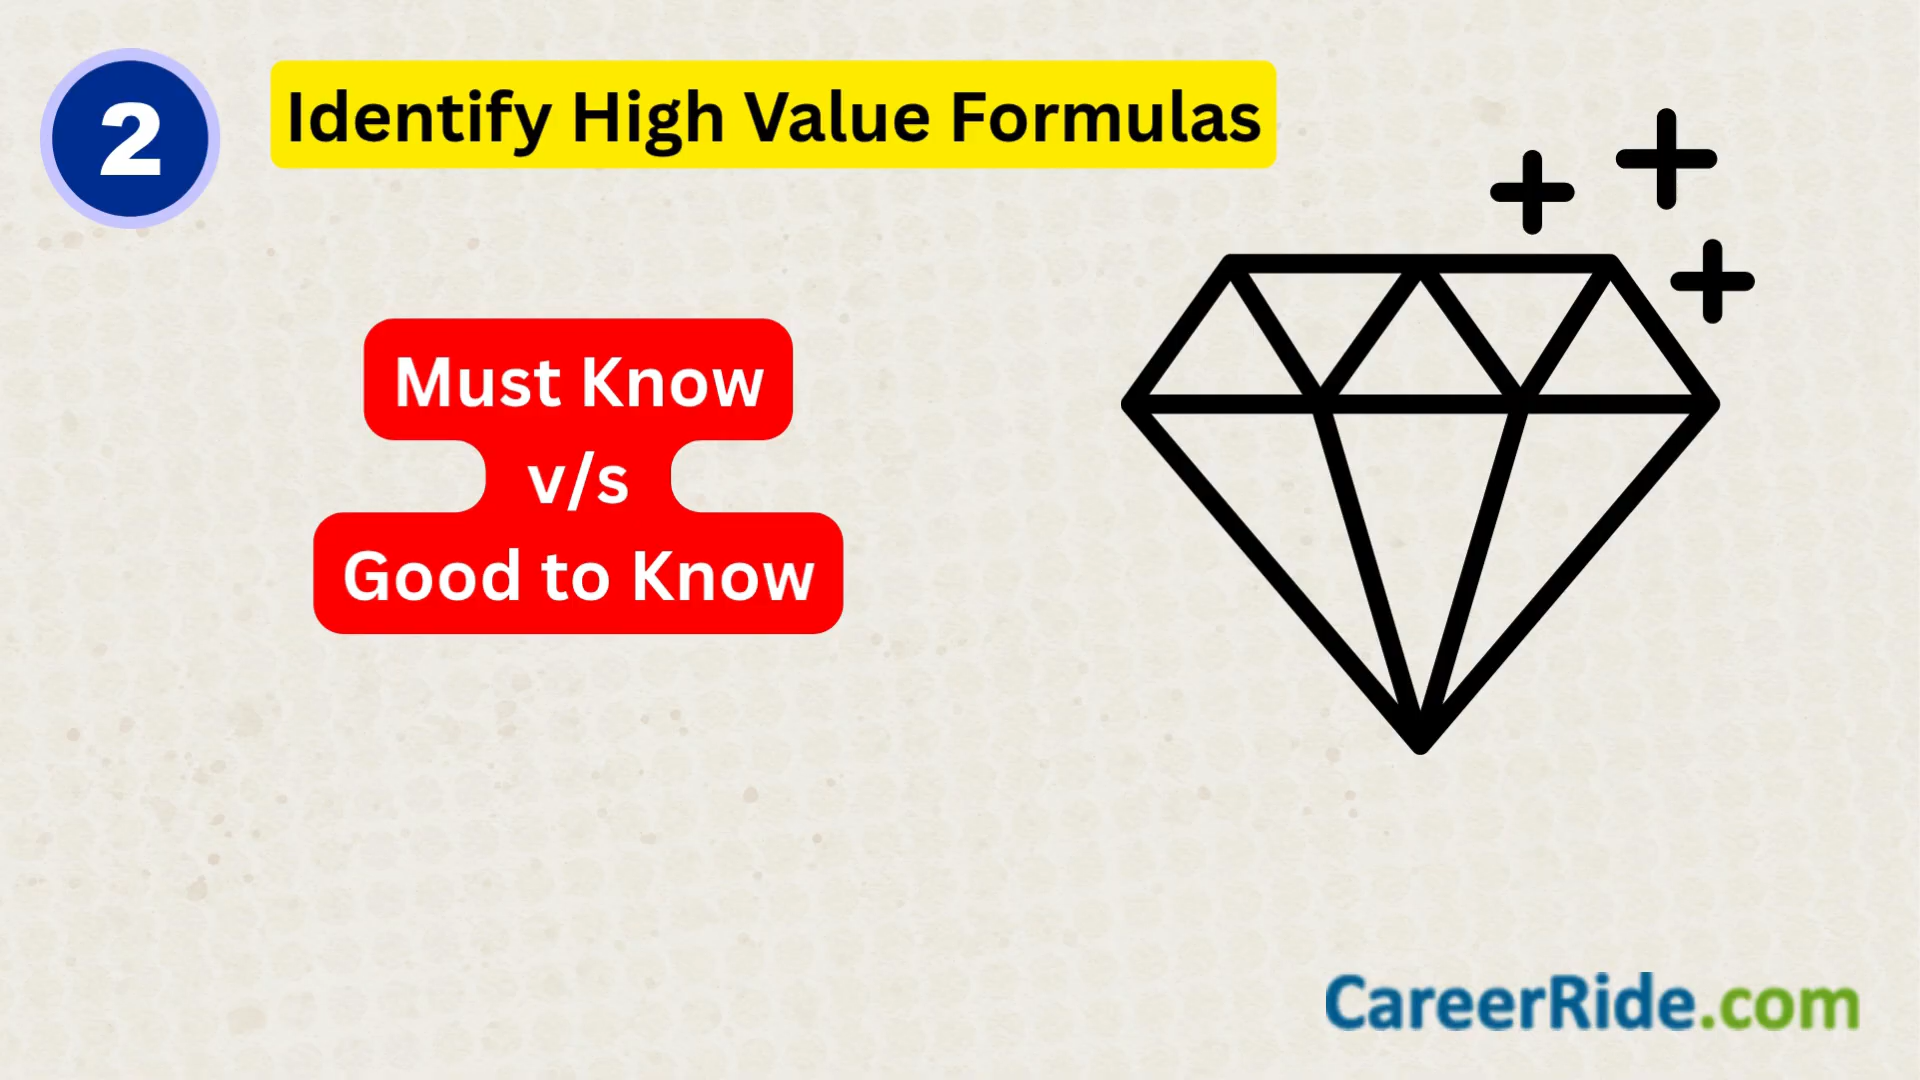 2
Identify High Value Formulas
Must Know
v/s
Good to Know
CareerRide.com